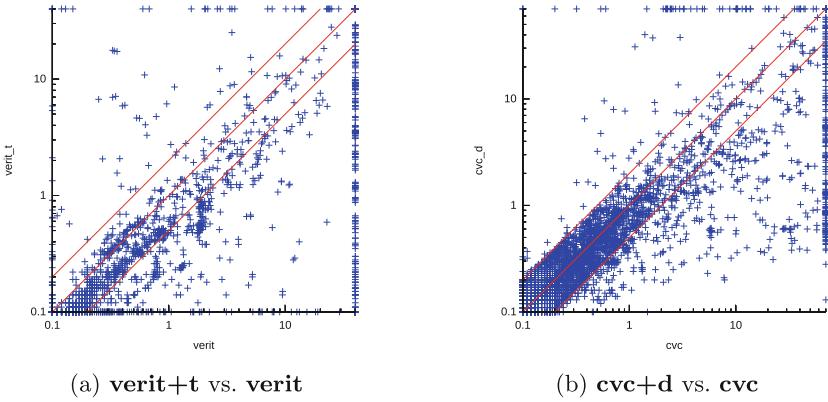 10
1
0.1
verit_t
0.1
1
10
verit
(a) verit+t vs. verit
10
1
0.1
cvc_d
0.1
1
10
cvc
(b) cvc+d vs. cvc